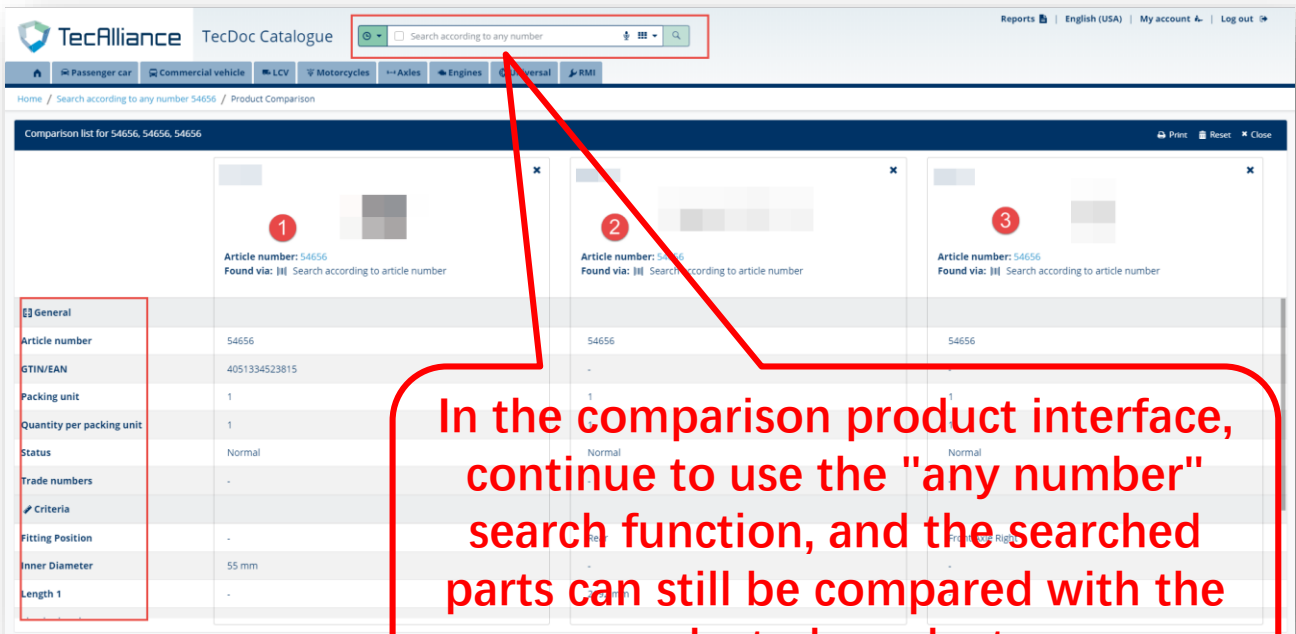 Reports | English (USA) | My account | Log out
TecAlliance TecDoc Catalogue Search according to any number
Passenger car Commercial vehicle LCV Motorcycles Axles Engines Universal RMI
Home / Search according to any number 54656 / Product Comparison
Comparison list for 54656, 54656, 54656 Print Reset × Close
1 2 3
Article number: 54656 Article number: 54656 Article number: 54656
Found via: Search according to article number Found via: Search according to article number Found via: Search according to article number
General
Article number 54656 54656 54656
GTIN/EAN 4051334523815 - -
Packing unit 1 1 1
Quantity per packing unit 1 1
Status Normal Normal Normal
Trade numbers - -
Criteria
Fitting Position - Rear Front Axle Right
Inner Diameter 55 mm - -
Length 1 -
In the comparison product interface,
continue to use the "any number"
search function, and the searched
parts can still be compared with the